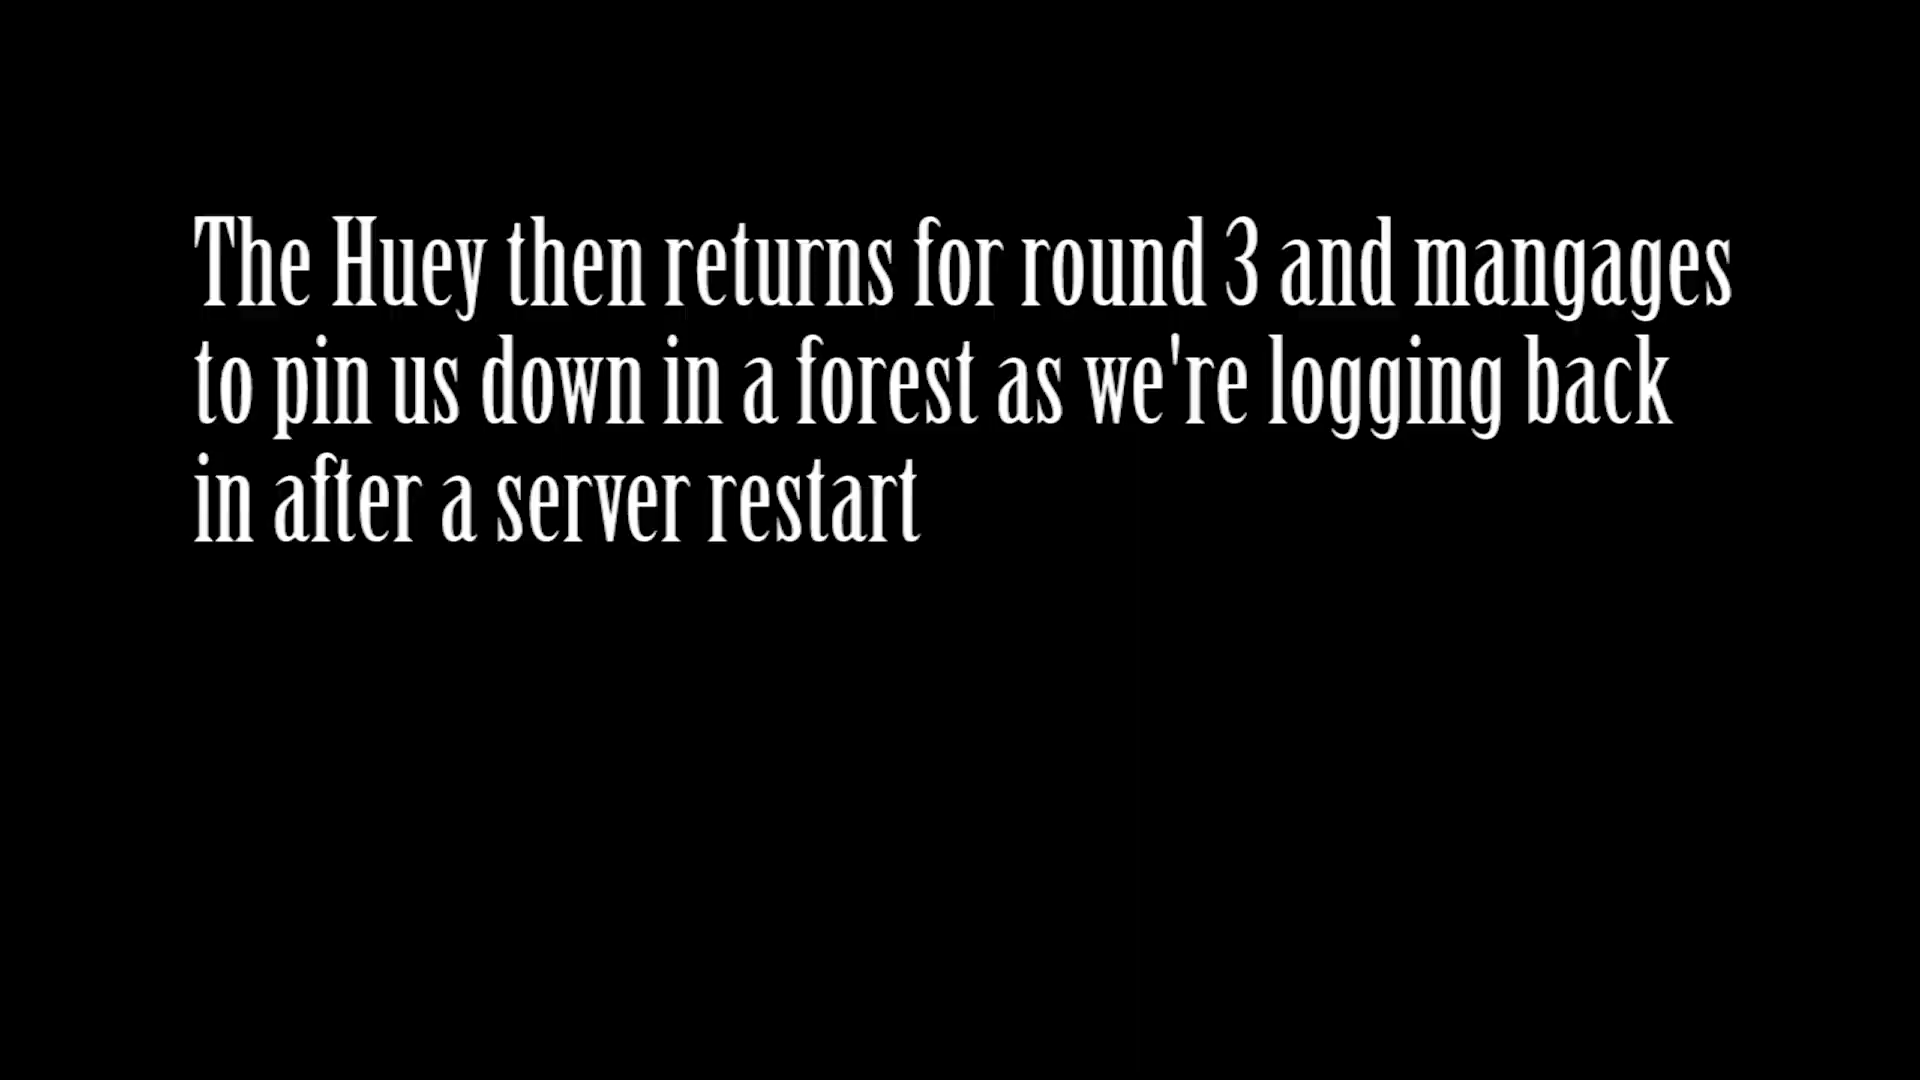 The Huey then returns for round 3 and mangages
to pin us down in a forest as we're logging back
in after a server restart